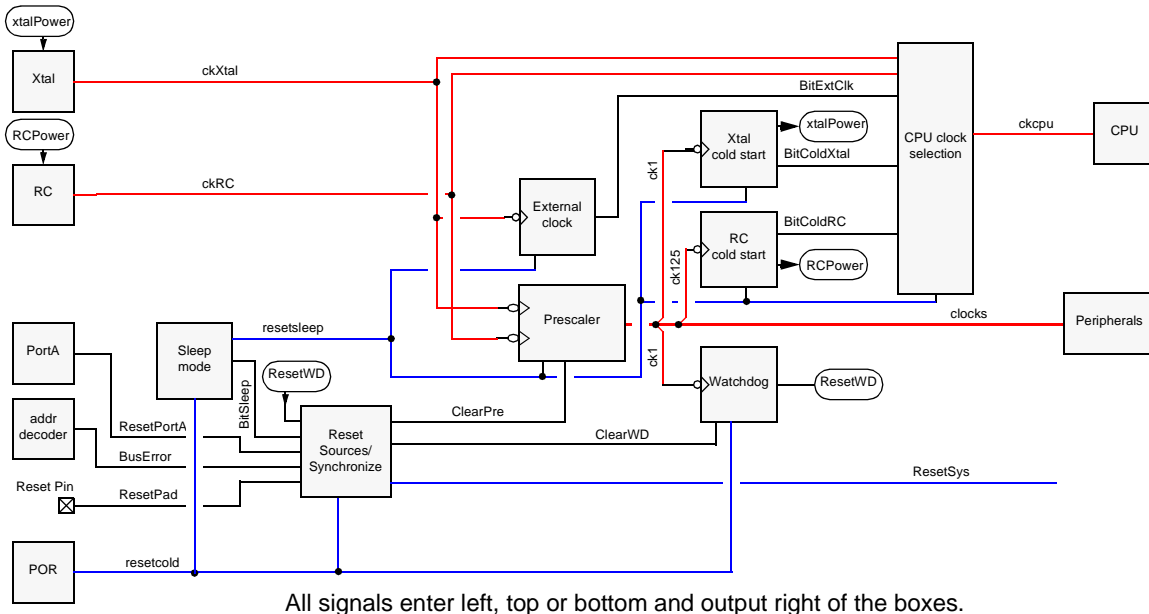 xtalPower
Xtal
ckXtal
RCPower
RC
ckRC
BitExtClk
Xtal
cold start
xtalPower
BitColdXtal
CPU clock
selection
ckcpu
CPU
ck1
External
clock
BitColdRC
RC
cold start
RCPower
ck125
Prescaler
clocks
Peripherals
resetsleep
PortA
Sleep
mode
ResetWD
ck1
Watchdog
ResetWD
BitSleep
ClearPre
addr
decoder
ResetPortA
Reset
Sources/
Synchronize
ClearWD
BusError
ResetSys
Reset Pin
ResetPad
POR
resetcold
All signals enter left, top or bottom and output right of the boxes.